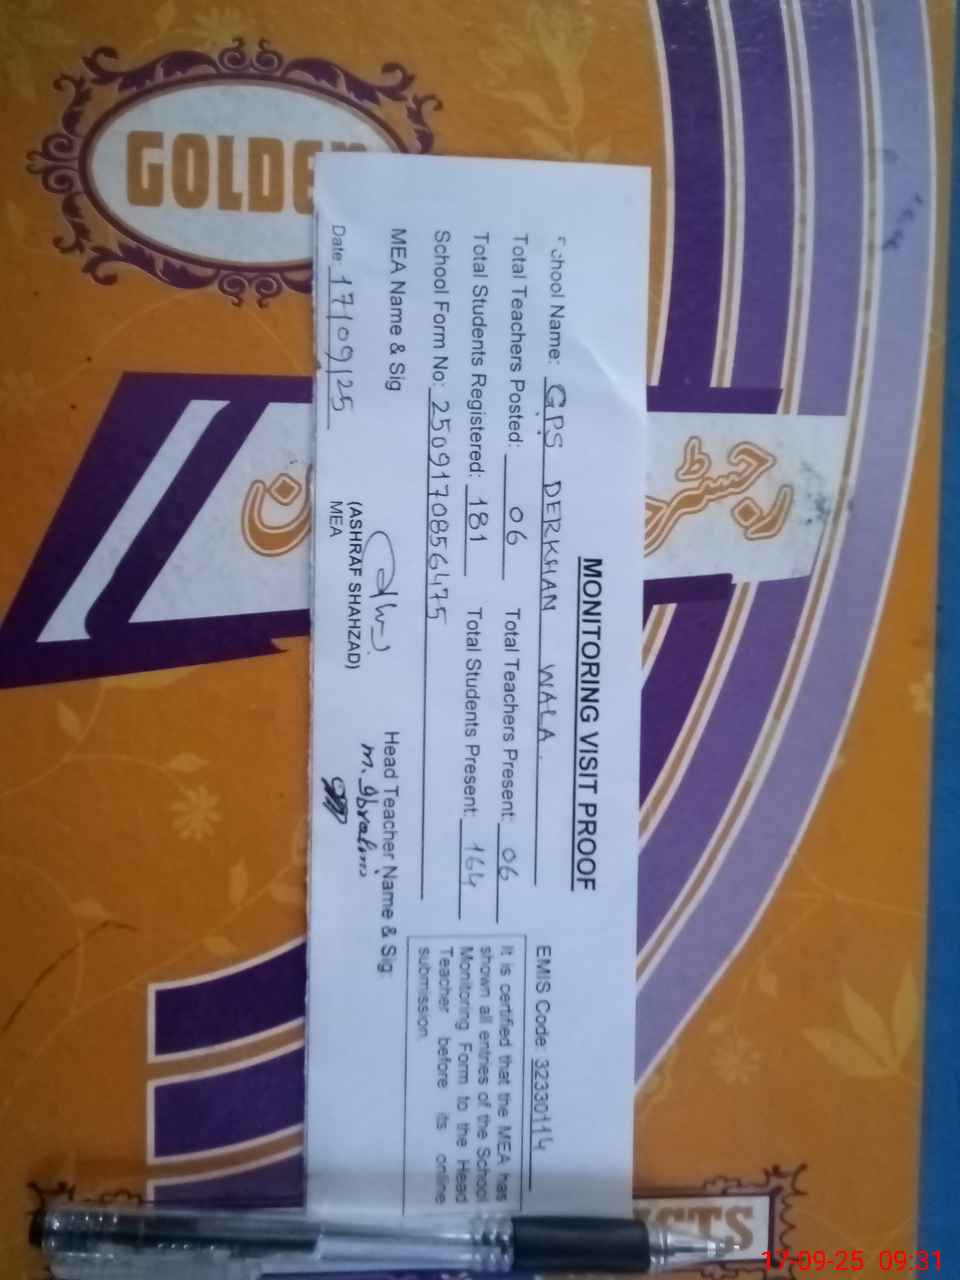 MONITORING VISIT PROOF
School Name: GPS DERKHAN WALA. EMIS Code: 32330114
Total Teachers Posted: 06 Total Teachers Present: 06
Total Students Registered: 181 Total Students Present: 164
School Form No: 2509170856475
It is certified that the MEA has
shown all entries of the School
Monitoring Form to the Head
Teacher before its online
submission.
MEA Name & Sig
Head Teacher Name & Sig:
(ASHRAF SHAHZAD)
MEA
M. Ibrahim
Date: 17/09/25
GOLDE
رجسٹر
STS
17-09-25 09:31